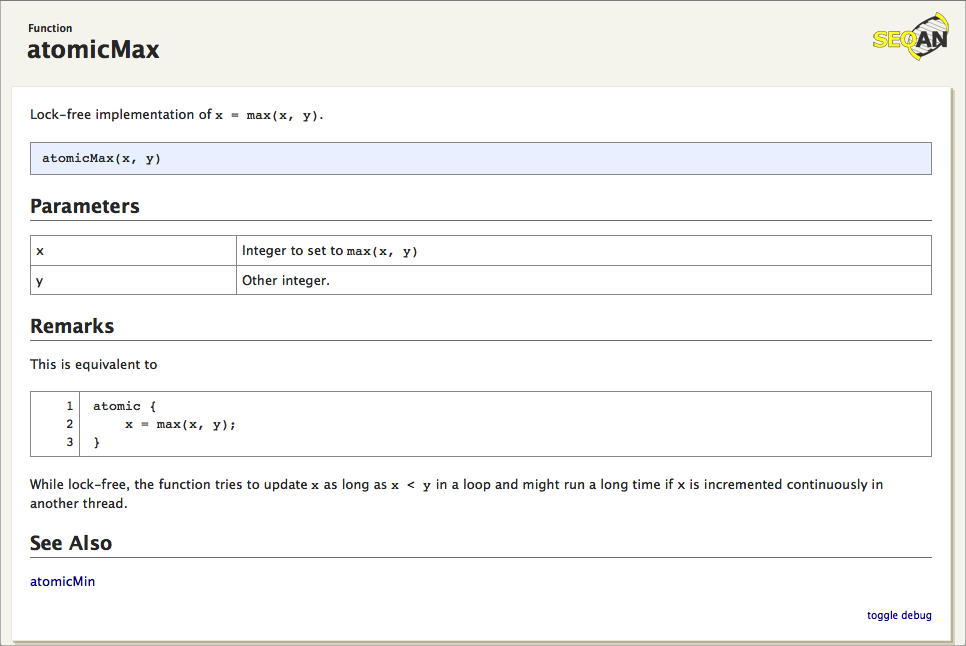 Function
atomicMax
SEQAN
Lock-free implementation of x = max(x, y).
atomicMax(x, y)
Parameters
x Integer to set to max(x, y)
y Other integer.
Remarks
This is equivalent to
1 atomic {
2 x = max(x, y);
3 }
While lock-free, the function tries to update x as long as x < y in a loop and might run a long time if x is incremented continuously in
another thread.
See Also
atomicMin
toggle debug